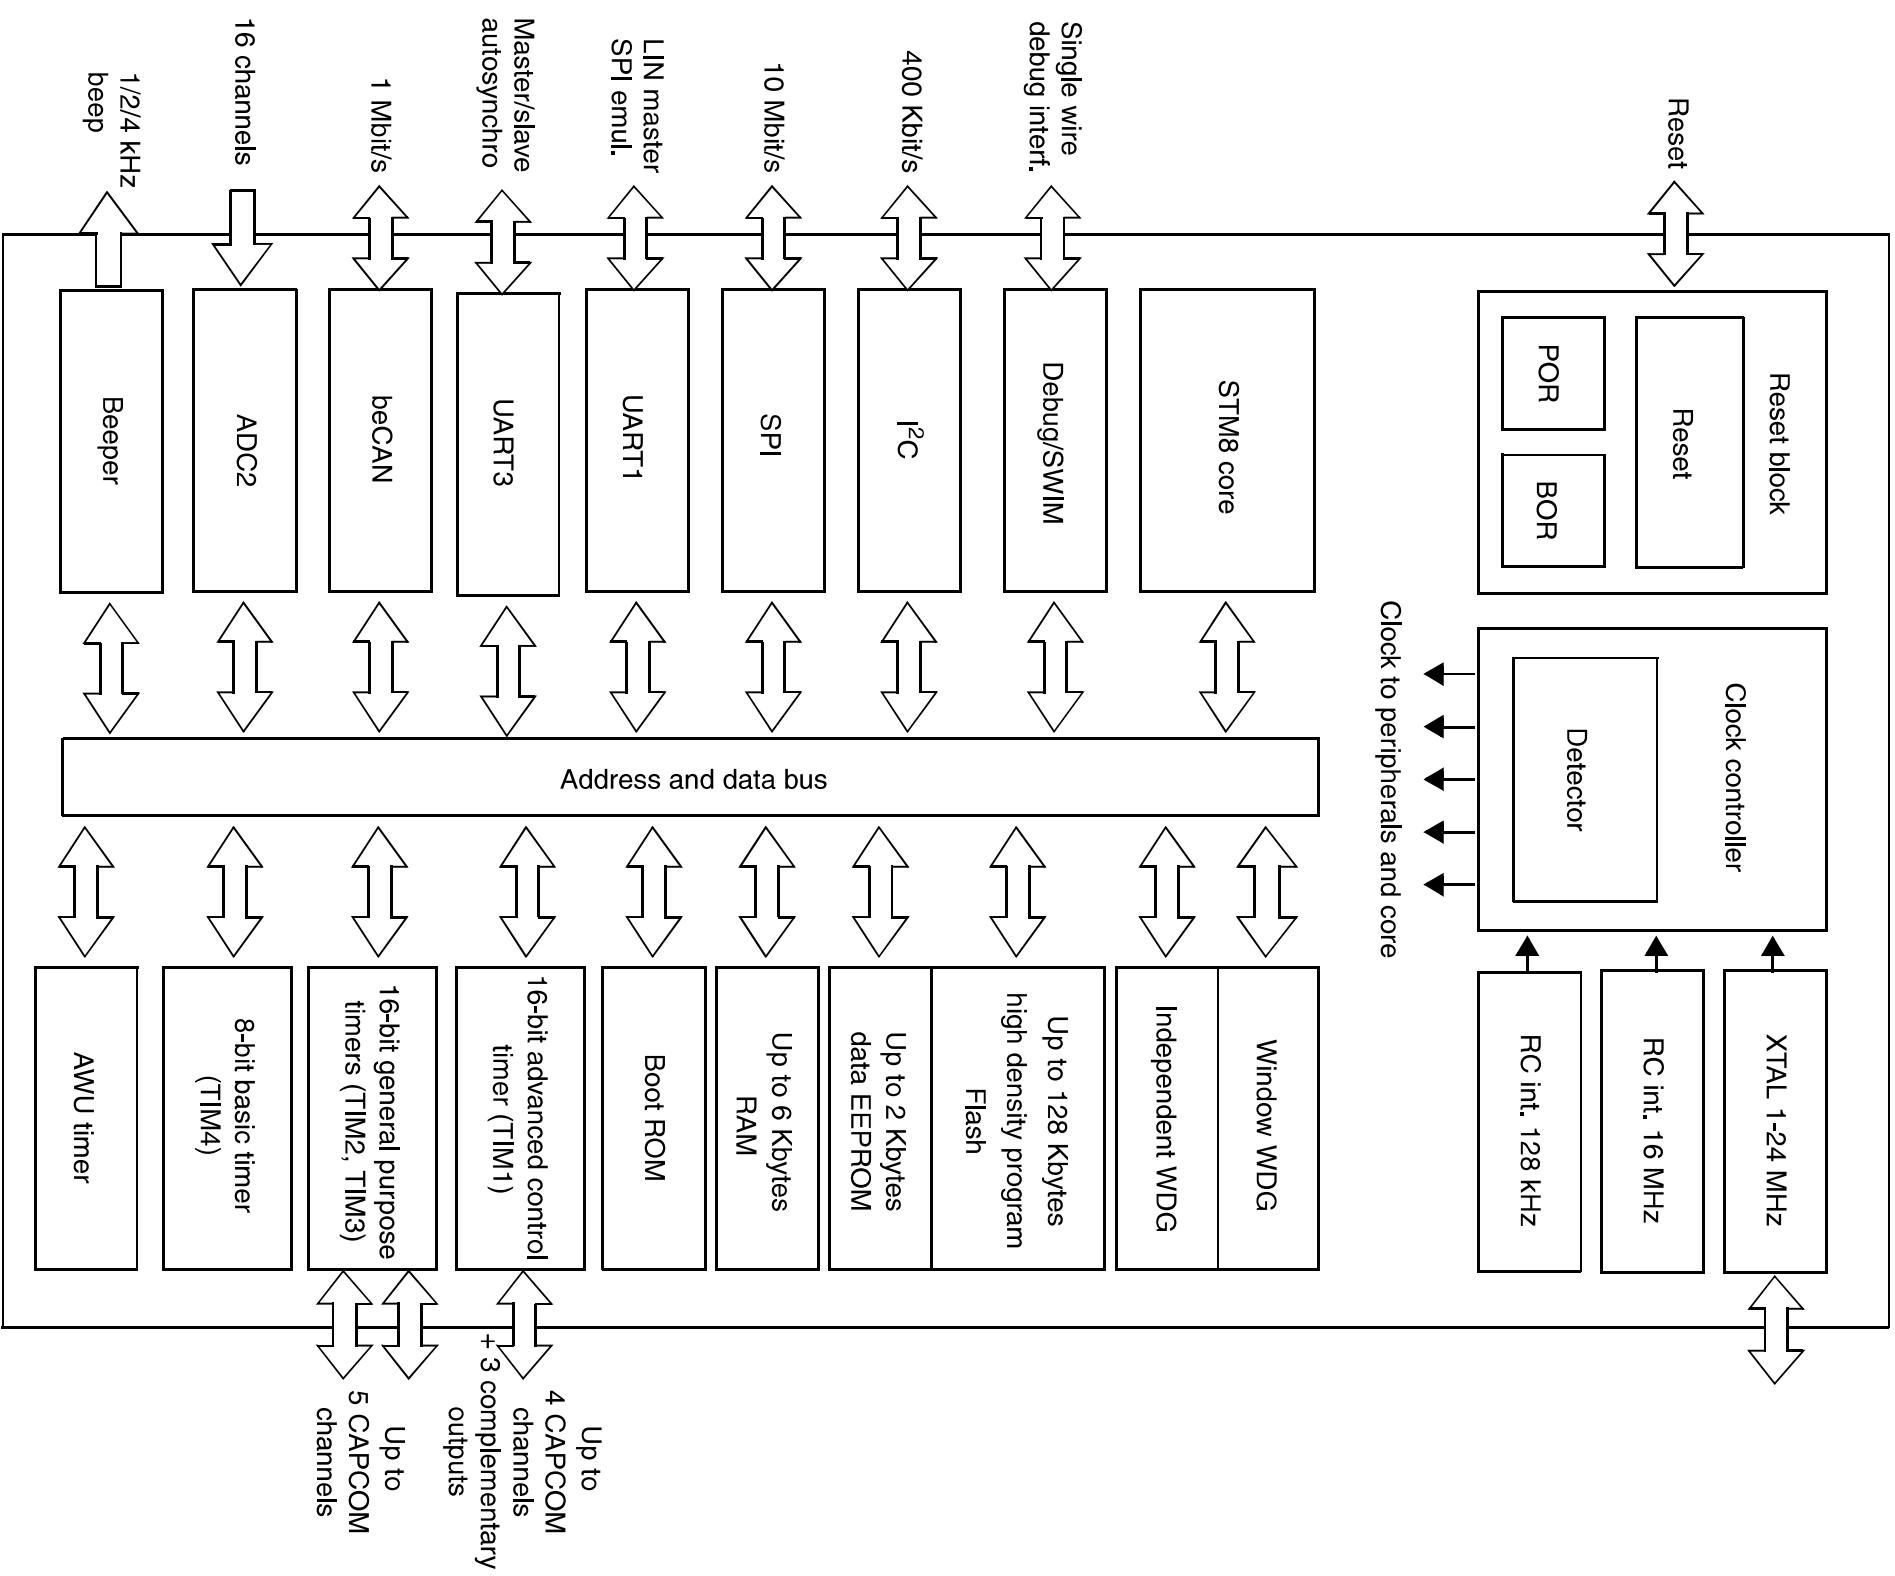 Reset
Reset block
Reset
POR
BOR
Clock controller
Detector
Clock to peripherals and core
XTAL 1-24 MHz
RC int. 16 MHz
RC int. 128 kHz
STM8 core
Single wire
debug interf.
Debug/SWIM
400 Kbit/s
I²C
10 Mbit/s
SPI
LIN master
SPI emul.
UART1
Master/slave
autosynchro
UART3
1 Mbit/s
beCAN
16 channels
ADC2
1/2/4 kHz
beep
Beeper
Address and data bus
Window WDG
Independent WDG
Up to 128 Kbytes
high density program
Flash
Up to 2 Kbytes
data EEPROM
Up to 6 Kbytes
RAM
Boot ROM
16-bit advanced control
timer (TIM1)
Up to
4 CAPCOM
channels
+ 3 complementary
outputs
16-bit general purpose
timers (TIM2, TIM3)
Up to
5 CAPCOM
channels
8-bit basic timer
(TIM4)
AWU timer